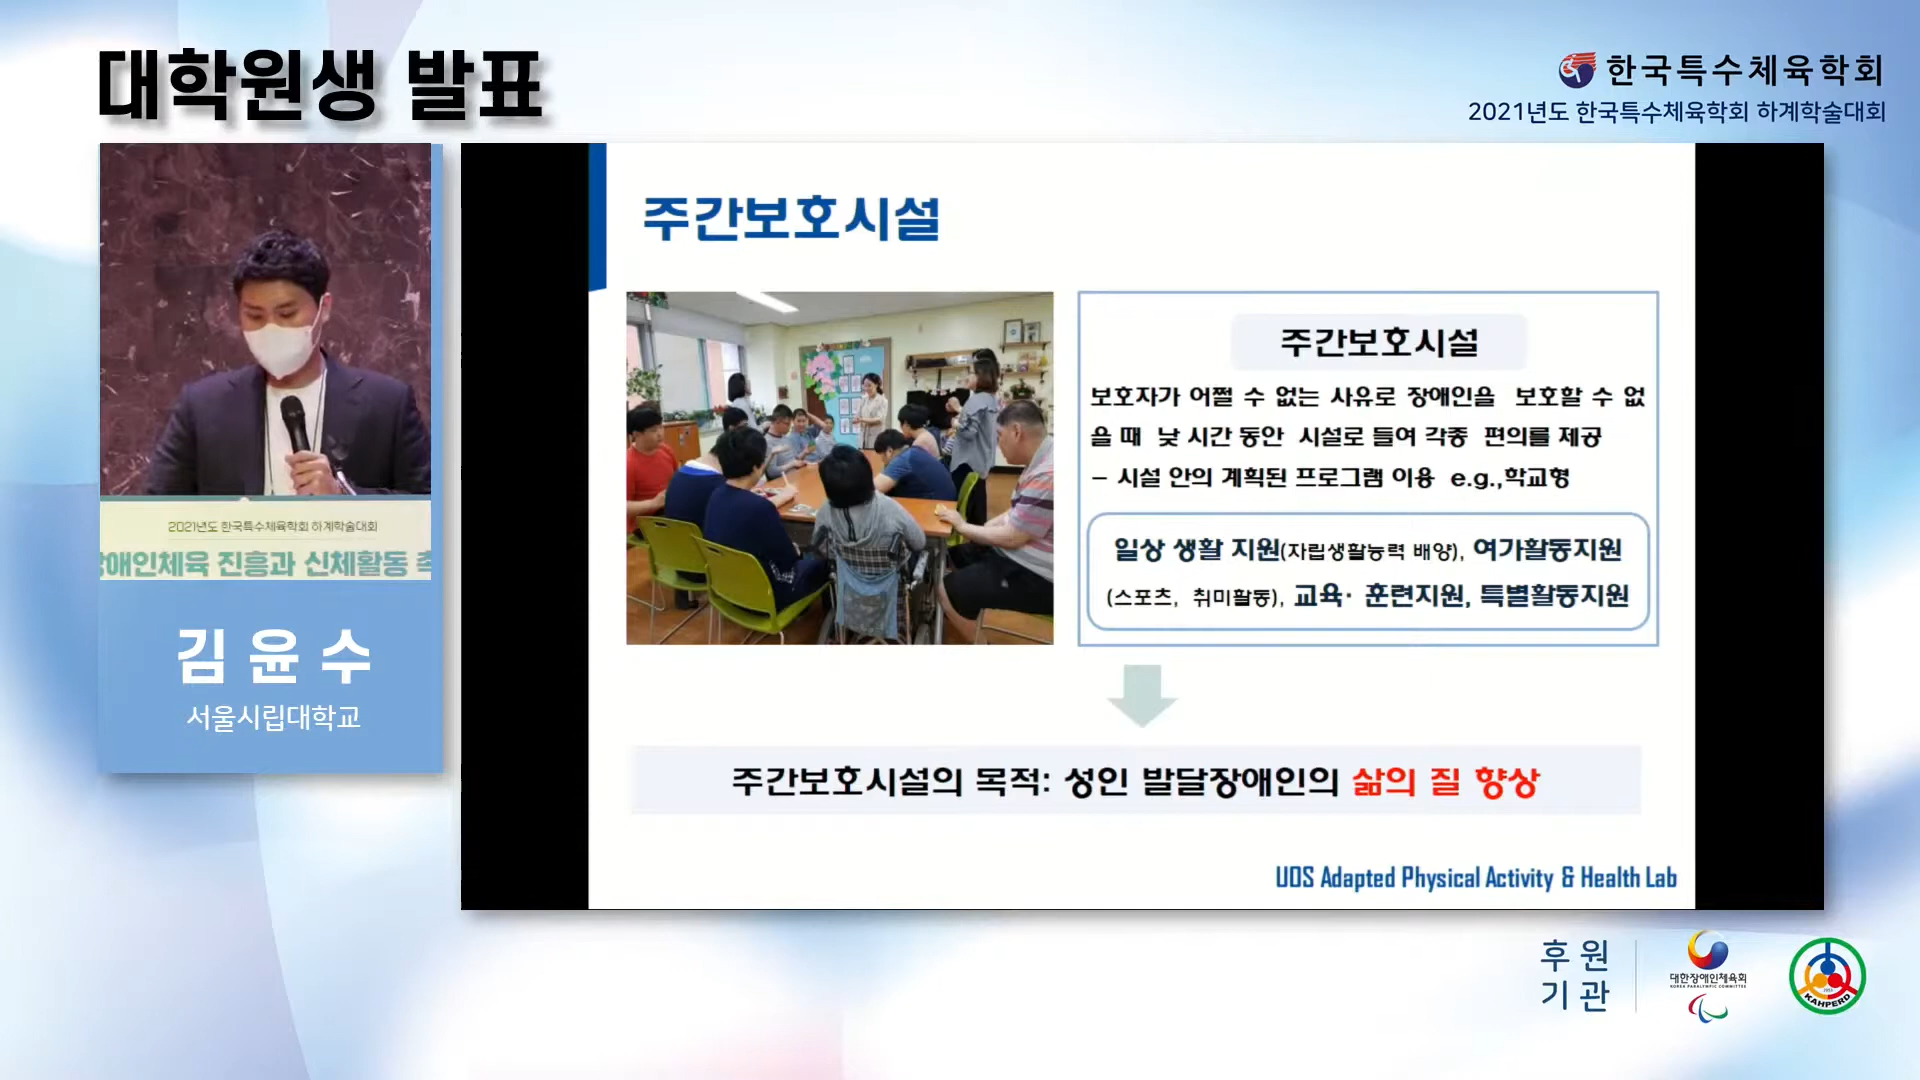 대학원생 발표
한국특수체육학회
2021년도 한국특수체육학회 하계학술대회
2021년도 한국특수체육학회 하계학술대회
장애인체육 진흥과 신체활동 촉
김윤수
서울시립대학교
주간보호시설
주간보호시설
보호자가 어쩔 수 없는 사유로 장애인을 보호할 수 없
을 때 낮 시간 동안 시설로 들여 각종 편의를 제공
– 시설 안의 계획된 프로그램 이용 e.g.,학교형
일상 생활 지원(자립생활능력 배양), 여가활동지원
(스포츠, 취미활동), 교육· 훈련지원, 특별활동지원
주간보호시설의 목적: 성인 발달장애인의 삶의 질 향상
UOS Adapted Physical Activity & Health Lab
후원
기관
대한장애인체육회
KOREA PARALYMPIC COMMITTEE
KAHPERD